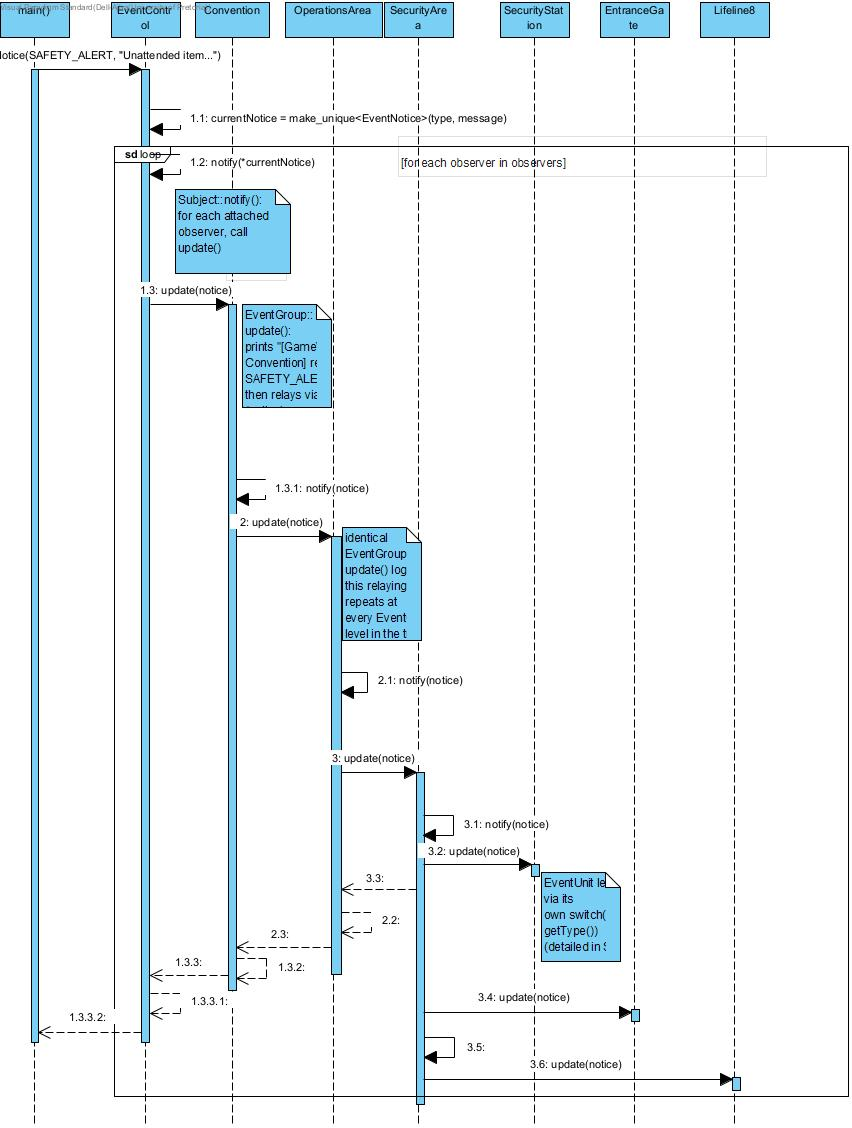 main()
EventContr
ol
Convention
OperationsArea
SecurityAre
a
SecurityStat
ion
EntranceGa
te
Lifeline8
Notice(SAFETY_ALERT, "Unattended item...")
1.1: currentNotice = make_unique<EventNotice>(type, message)
sd loop
1.2: notify(*currentNotice)
[for each observer in observers]
Subject::notify():
for each attached
observer, call
update()
1.3: update(notice)
EventGroup::
update():
prints "[Game
Convention] re
SAFETY_ALE
then relays via
1.3.1: notify(notice)
2: update(notice)
identical
EventGroup
update() log
this relaying
repeats at
every Event
level in the t
2.1: notify(notice)
3: update(notice)
3.1: notify(notice)
3.2: update(notice)
EventUnit le
via its
own switch(
getType())
(detailed in S
3.3:
2.2:
2.3:
1.3.3:
1.3.2:
1.3.3.1:
3.4: update(notice)
1.3.3.2:
3.5:
3.6: update(notice)